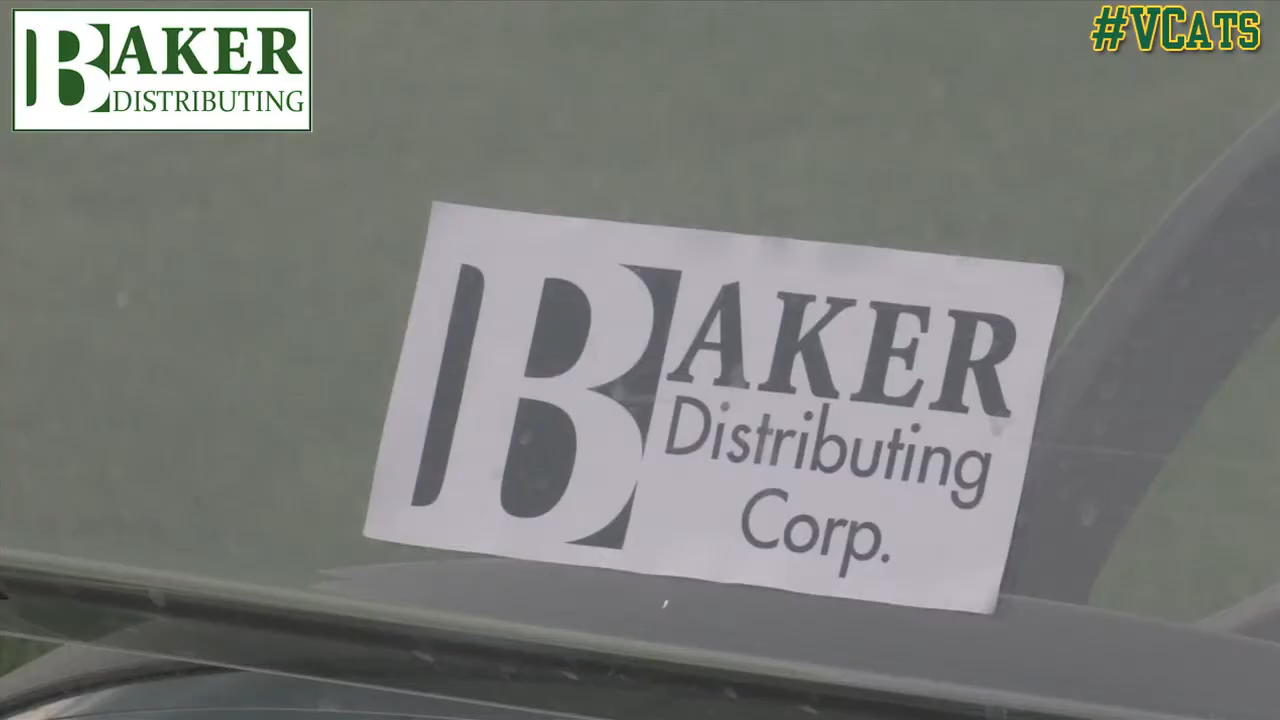 BAKER
DISTRIBUTING
#VCATS
BAKER
Distributing
Corp.